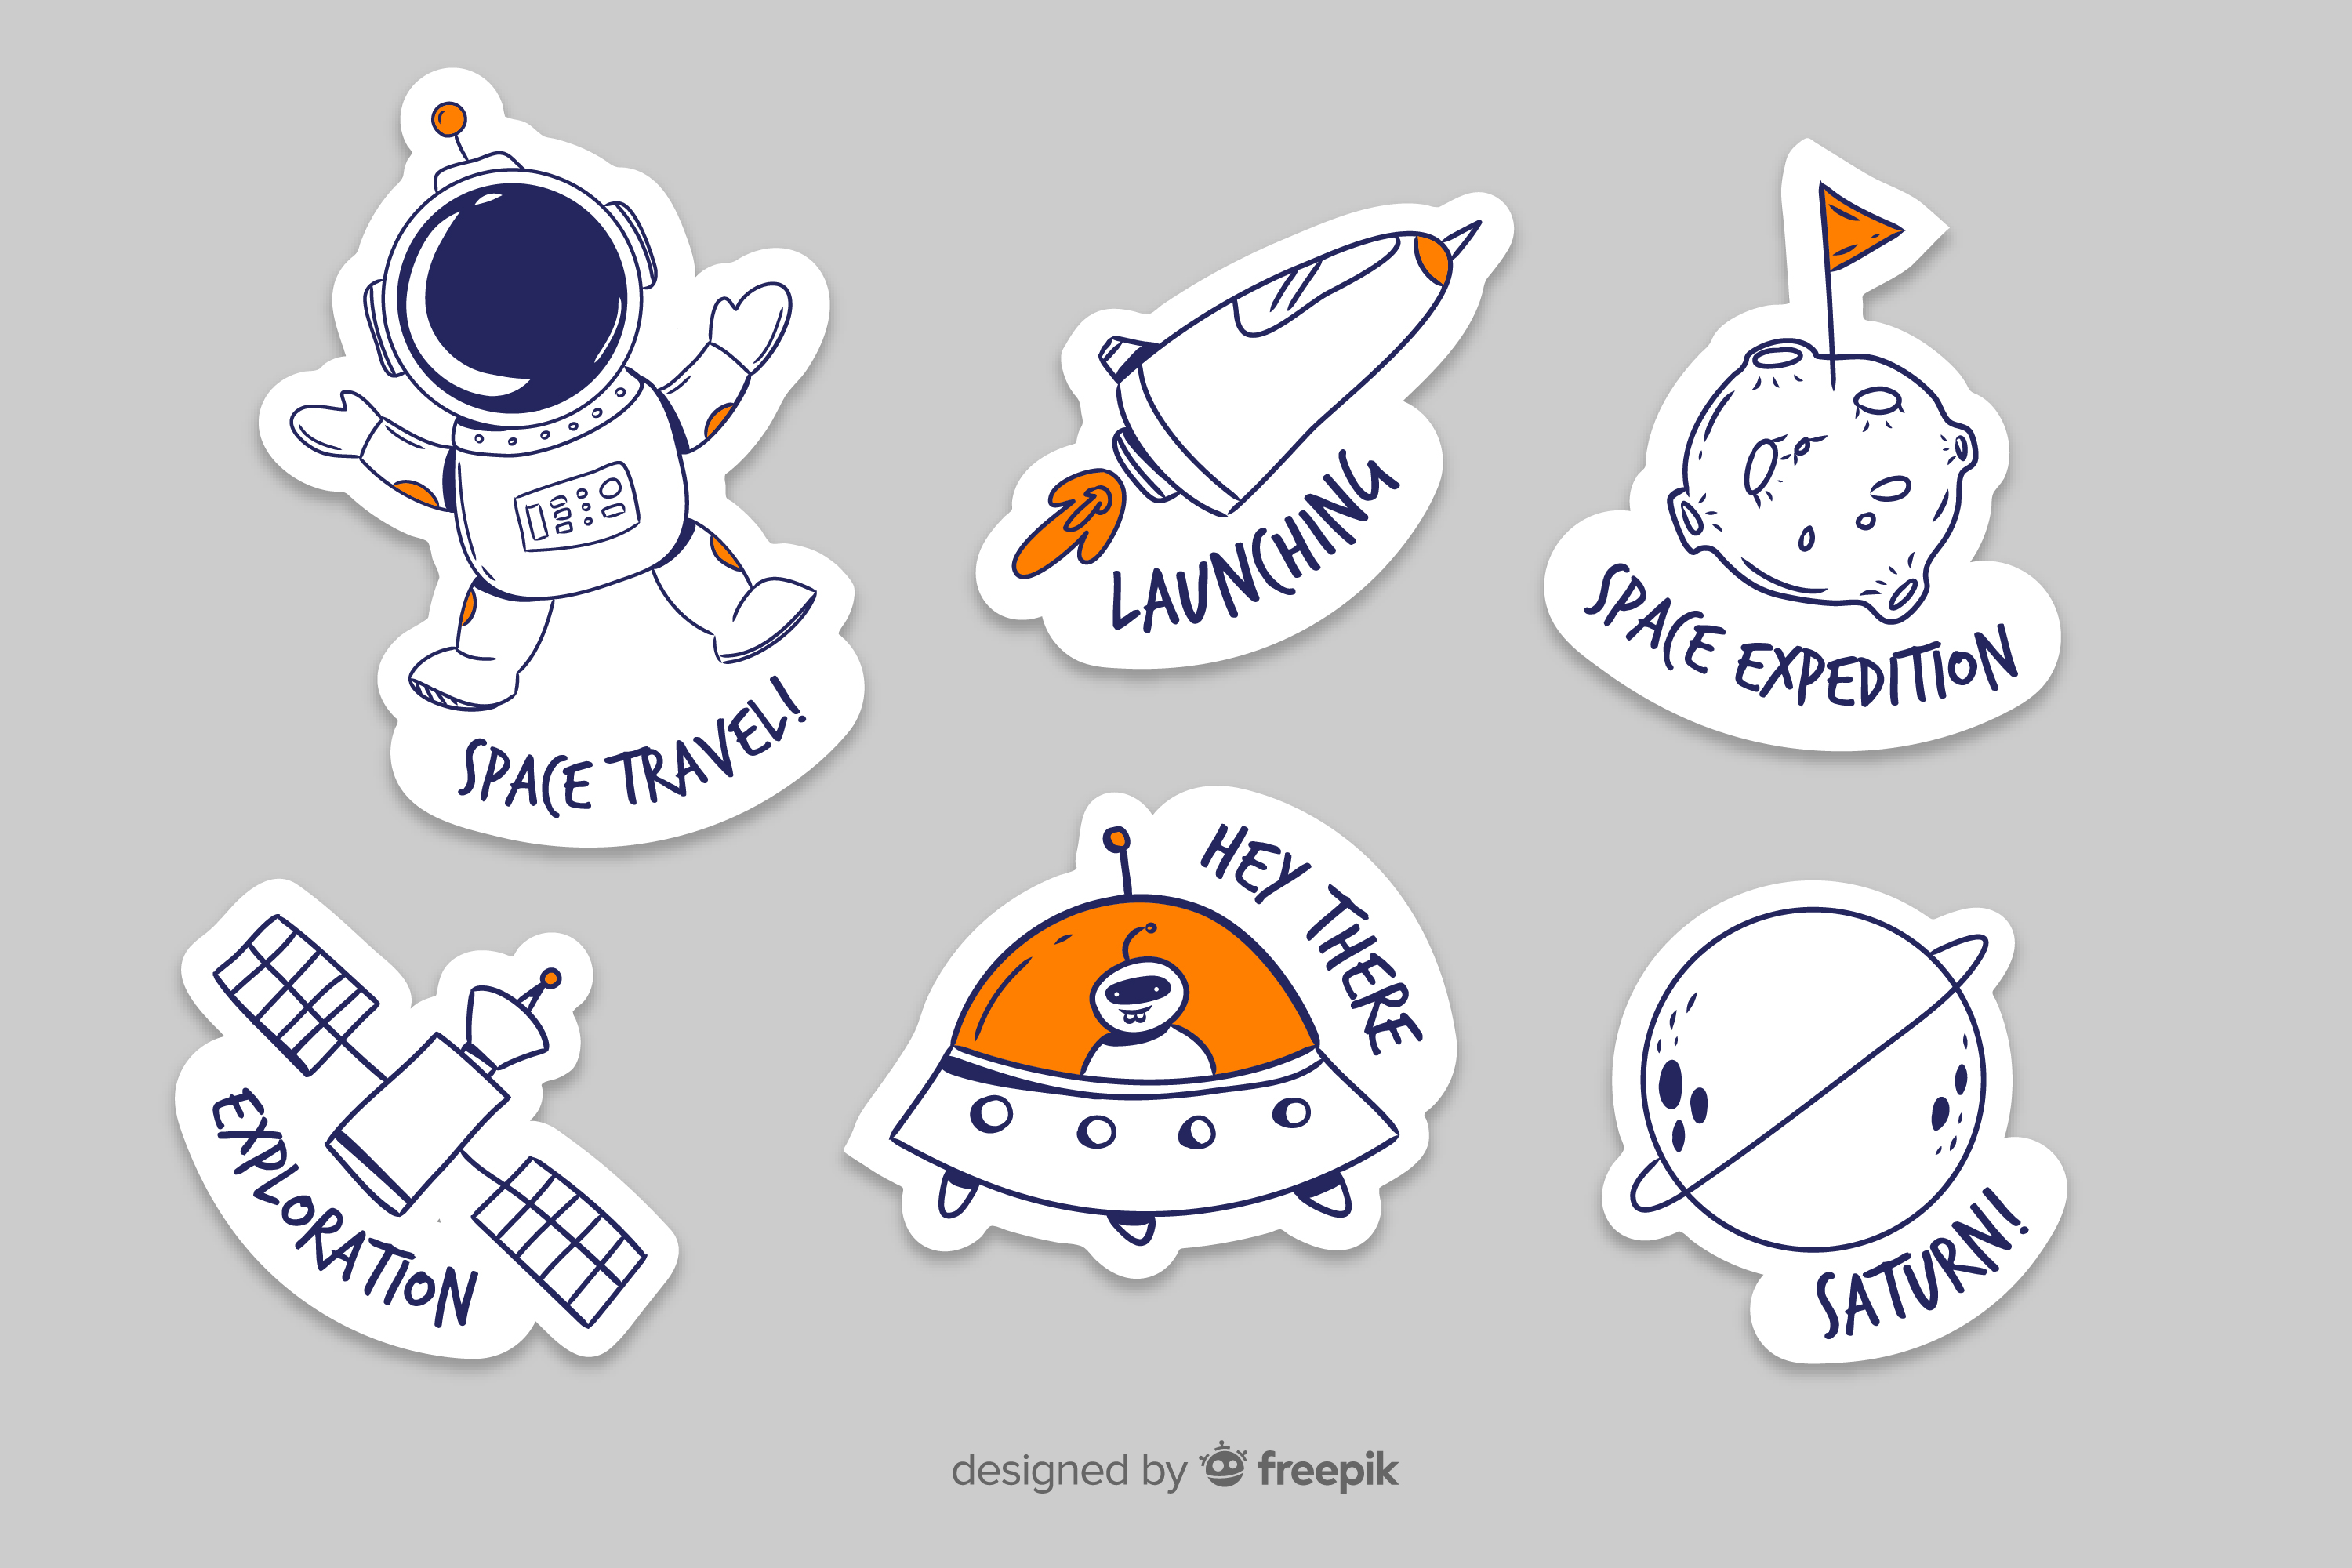 SPACE TRAVEL!
LAUNCHING
SPACE EXPEDITION
EXPLORATION
HEY THERE
SATURN!
designed by freepik